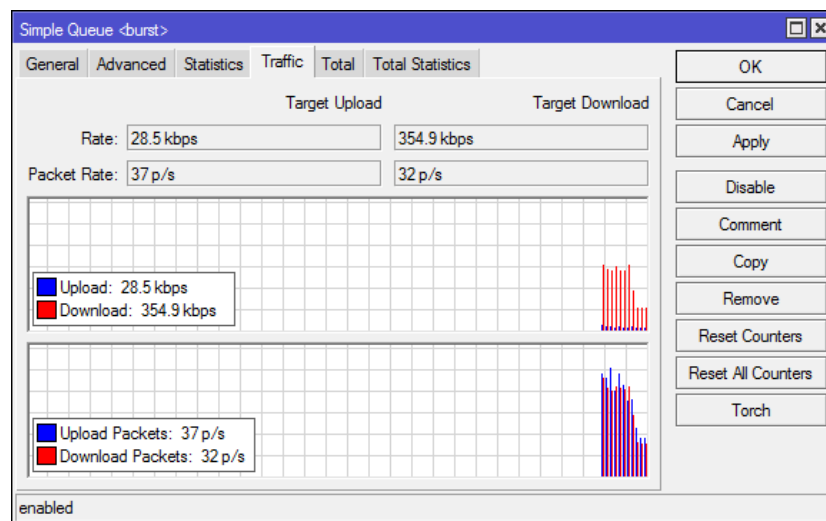 Simple Queue <burst>
General Advanced Statistics Traffic Total Total Statistics
Target Upload Target Download
Rate: 28.5 kbps 354.9 kbps
Packet Rate: 37 p/s 32 p/s
Upload: 28.5 kbps
Download: 354.9 kbps
Upload Packets: 37 p/s
Download Packets: 32 p/s
OK
Cancel
Apply
Disable
Comment
Copy
Remove
Reset Counters
Reset All Counters
Torch
enabled